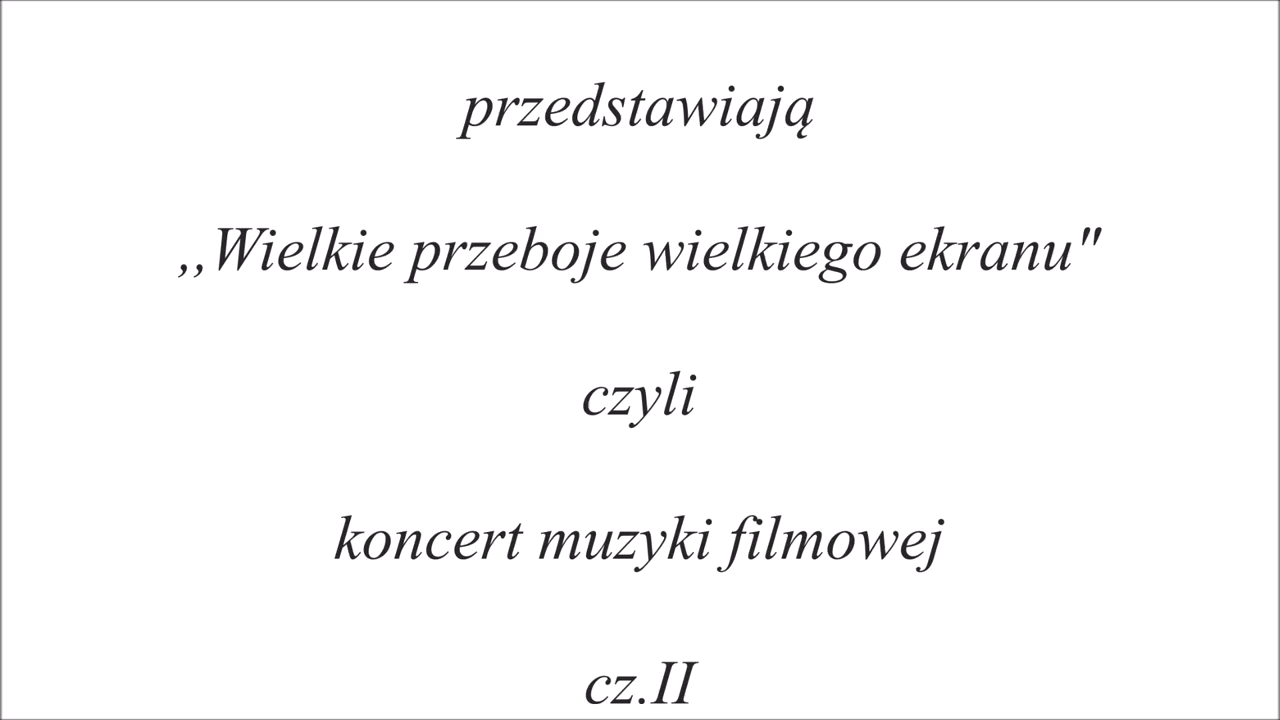 przedstawiają
,,Wielkie przeboje wielkiego ekranu"
czyli
koncert muzyki filmowej
cz.II